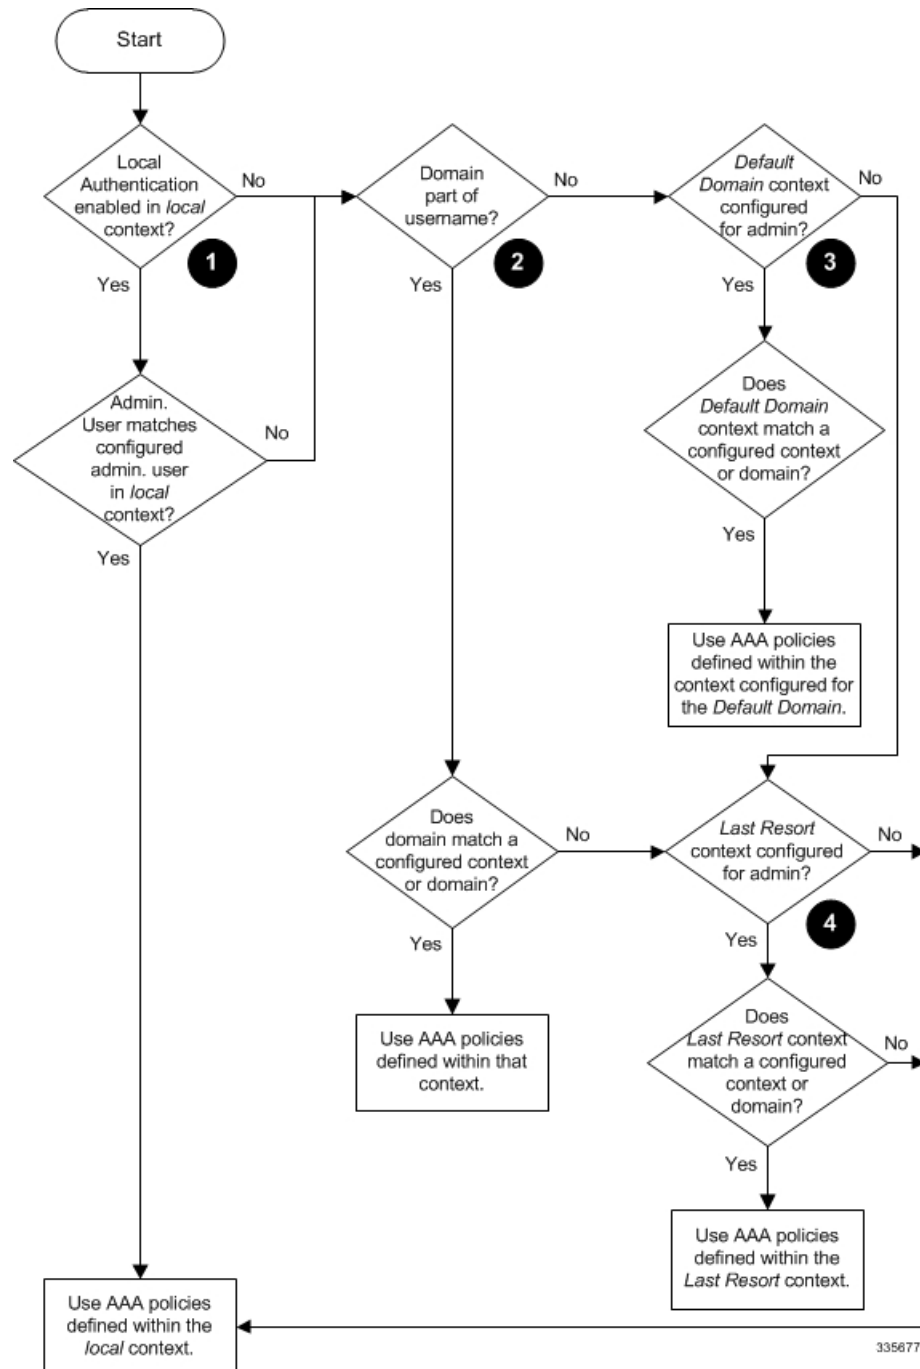 Start
Local
Authentication
enabled in local
context?
No
1
Yes
Domain
part of
username?
No
2
Yes
Default
Domain context
configured
for admin?
No
3
Yes
Admin.
User matches
configured
admin. user
in local
context?
No
Yes
Does
Default Domain
context match a
configured context
or domain?
Yes
Use AAA policies
defined within the
context configured for
the Default Domain.
Does
domain match a
configured context
or domain?
No
Yes
Last Resort
context configured
for admin?
No
4
Yes
Use AAA policies
defined within that
context.
Does
Last Resort context
match a configured
context or
domain?
No
Yes
Use AAA policies
defined within the
Last Resort context.
Use AAA policies
defined within the
local context.
335677